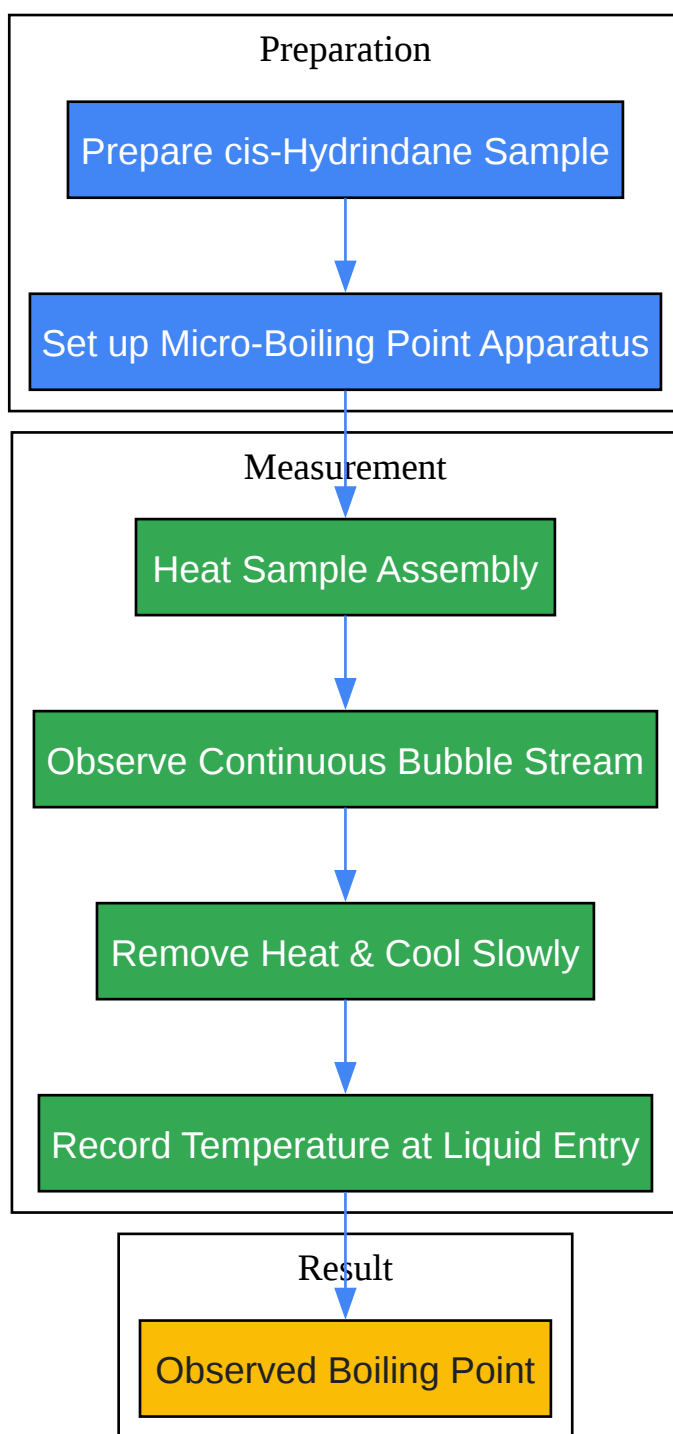 Preparation
Prepare cis-Hydrindane Sample
Set up Micro-Boiling Point Apparatus
Measurement
Heat Sample Assembly
Observe Continuous Bubble Stream
Remove Heat & Cool Slowly
Record Temperature at Liquid Entry
Result
Observed Boiling Point